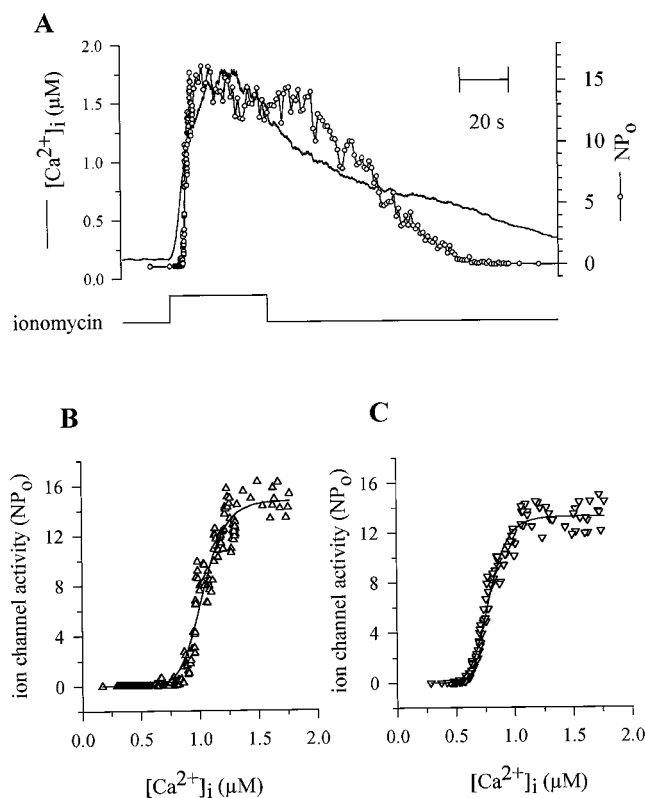 A
2.0
1.5
1.0
0.5
0.0
[Ca2+]i (µM)
15
10
5
0
NPo
20 s
ionomycin
B
16
12
8
4
0
ion channel activity (NPo)
0.0 0.5 1.0 1.5 2.0
[Ca2+]i (µM)
C
16
12
8
4
0
ion channel activity (NPo)
0.0 0.5 1.0 1.5 2.0
[Ca2+]i (µM)